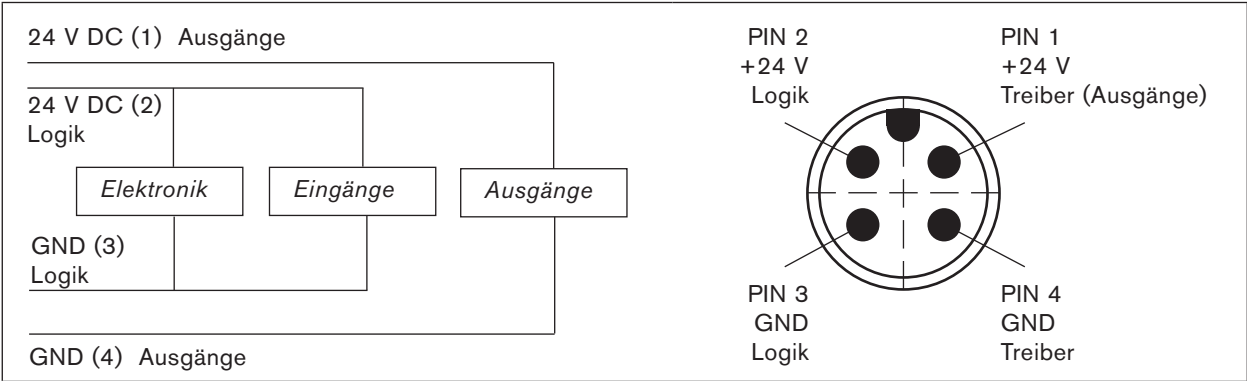 24 V DC (1) Ausgänge
24 V DC (2)
Logik
Elektronik
Eingänge
Ausgänge
GND (3)
Logik
GND (4) Ausgänge
PIN 2
+24 V
Logik
PIN 1
+24 V
Treiber (Ausgänge)
PIN 3
GND
Logik
PIN 4
GND
Treiber